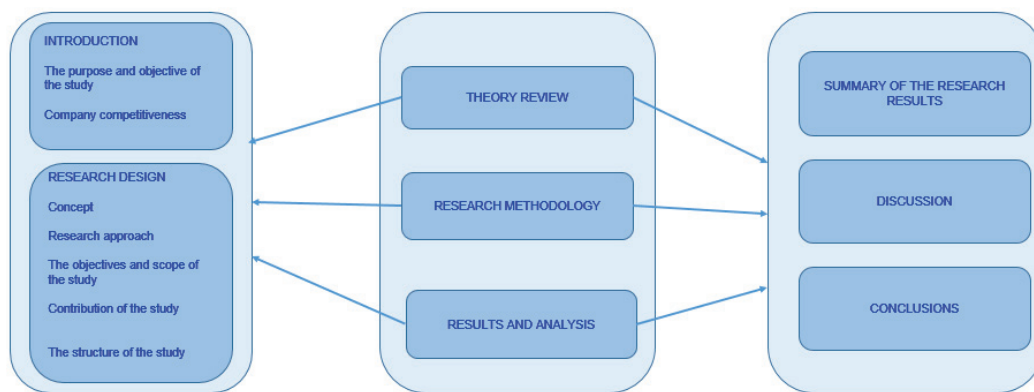 INTRODUCTION
The purpose and objective of
the study
Company competitiveness
RESEARCH DESIGN
Concept
Research approach
The objectives and scope of
the study
Contribution of the study
The structure of the study
THEORY REVIEW
RESEARCH METHODOLOGY
RESULTS AND ANALYSIS
SUMMARY OF THE RESEARCH
RESULTS
DISCUSSION
CONCLUSIONS